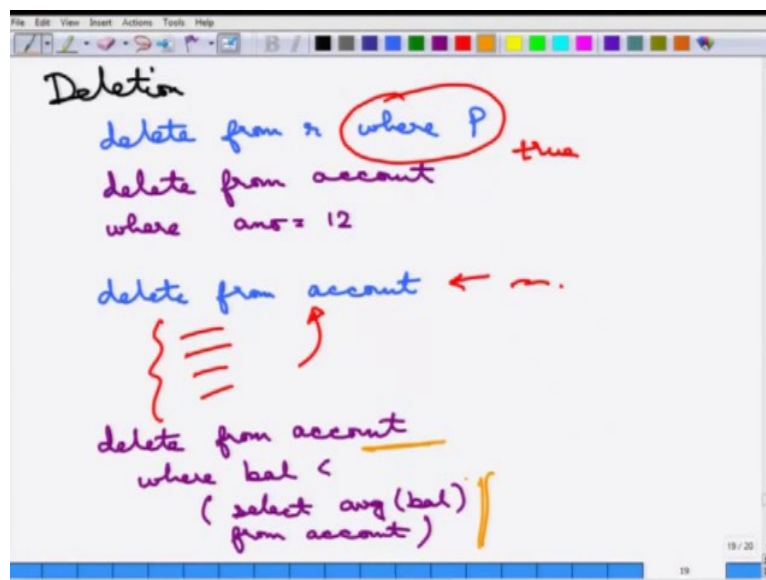 File Edit View Insert Actions Tools Help
Deletion
delete from r where P
true
delete from account
where ano = 12
delete from account
delete from account
where bal <
( select avg (bal)
from account )
19 / 20
19